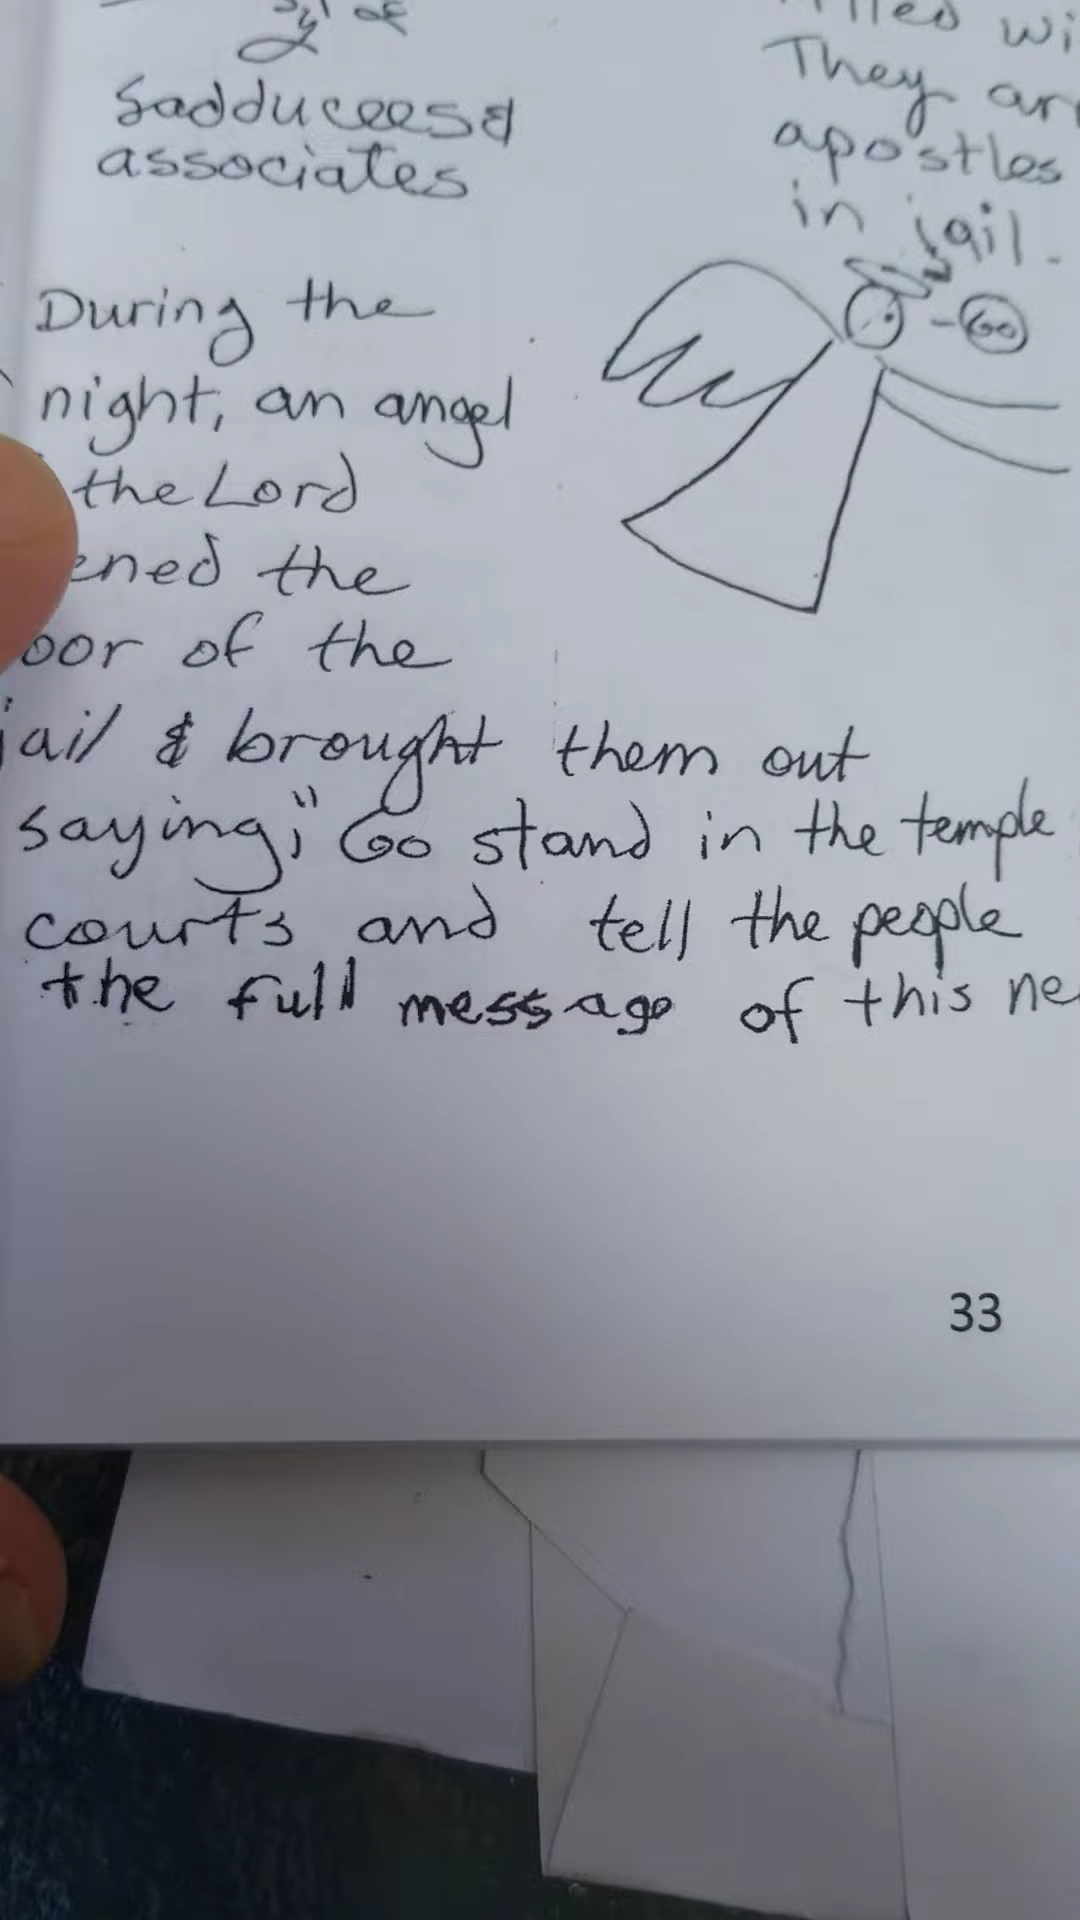 Sadducees &
associates
They
apostles
in jail.
Go
During the
night, an angel
the Lord
ened the
oor of the
jail & brought them out
saying, "Go stand in the temple
courts and tell the people
the full message of this ne
33